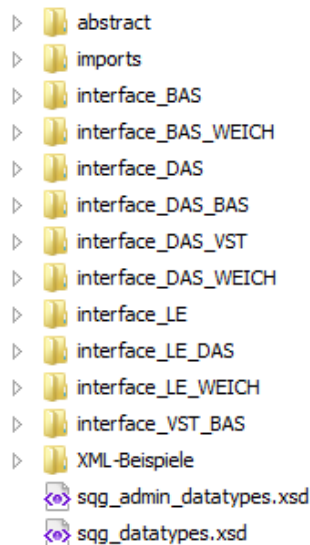 abstract
imports
interface_BAS
interface_BAS_WEICH
interface_DAS
interface_DAS_BAS
interface_DAS_VST
interface_DAS_WEICH
interface_LE
interface_LE_DAS
interface_LE_WEICH
interface_VST_BAS
XML-Beispiele
sqg_admin_datatypes.xsd
sqg_datatypes.xsd